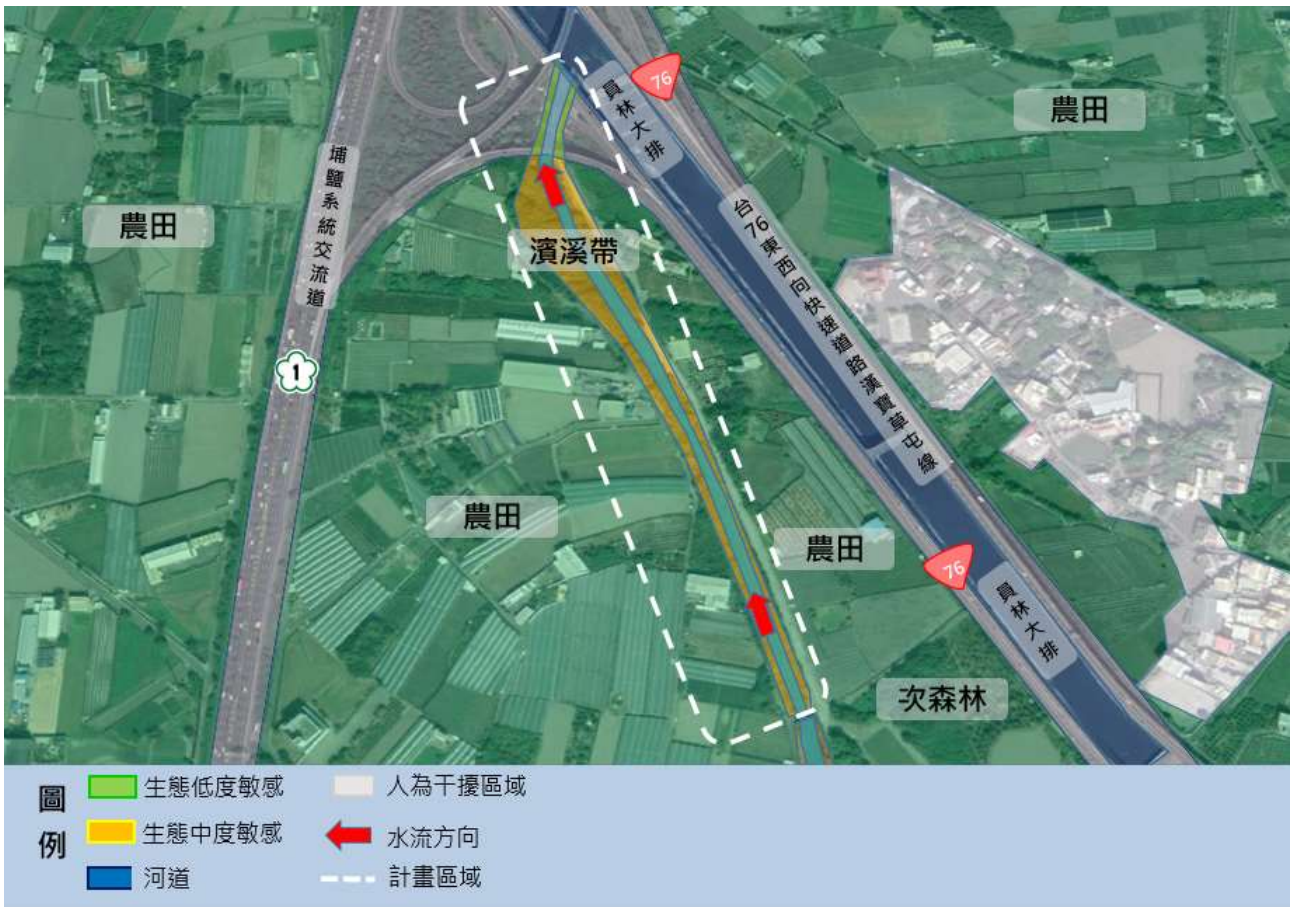 76
員林大排
農田
埔鹽系統交流道
農田
台76東西向快速道路漢寶草屯線
濱溪帶
1
農田
農田
76
員林大排
次森林
圖例
生態低度敏感
人為干擾區域
生態中度敏感
水流方向
河道
計畫區域